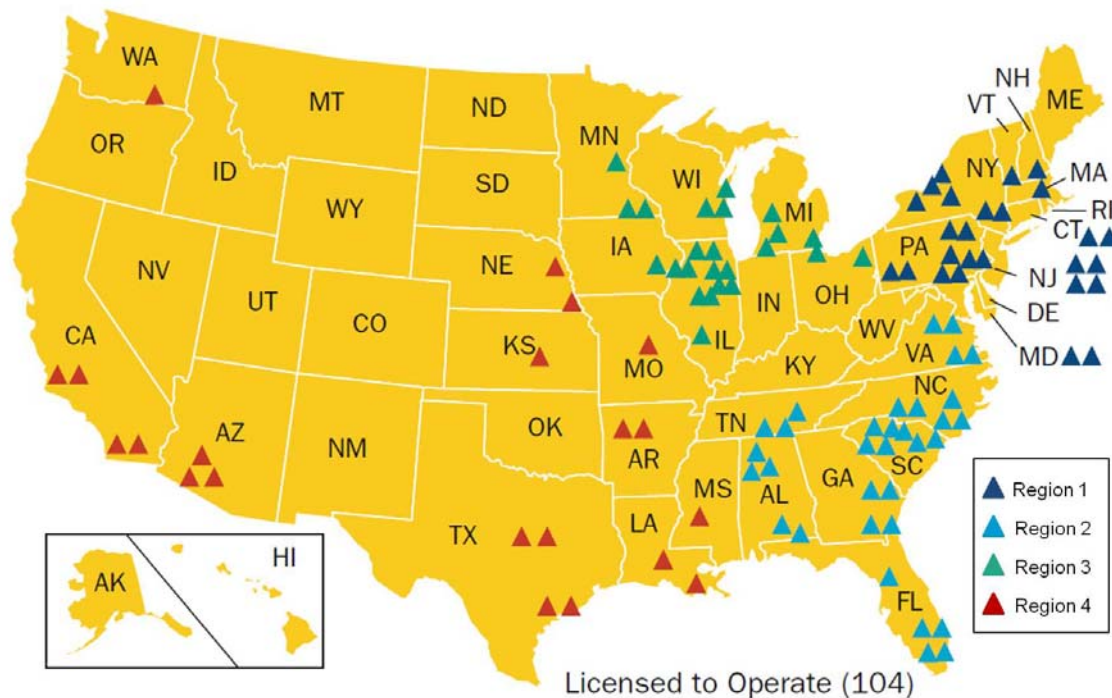 WA
MT
ND
MN
OR
ID
WY
SD
WI
MI
NH
VT
ME
NY
MA
RI
CT
PA
NJ
DE
MD
IA
NE
NV
UT
CO
CA
KS
MO
IL
IN
OH
WV
VA
KY
NC
TN
SC
AZ
NM
OK
AR
MS
AL
GA
LA
TX
FL
AK
HI
Region 1
Region 2
Region 3
Region 4
Licensed to Operate (104)